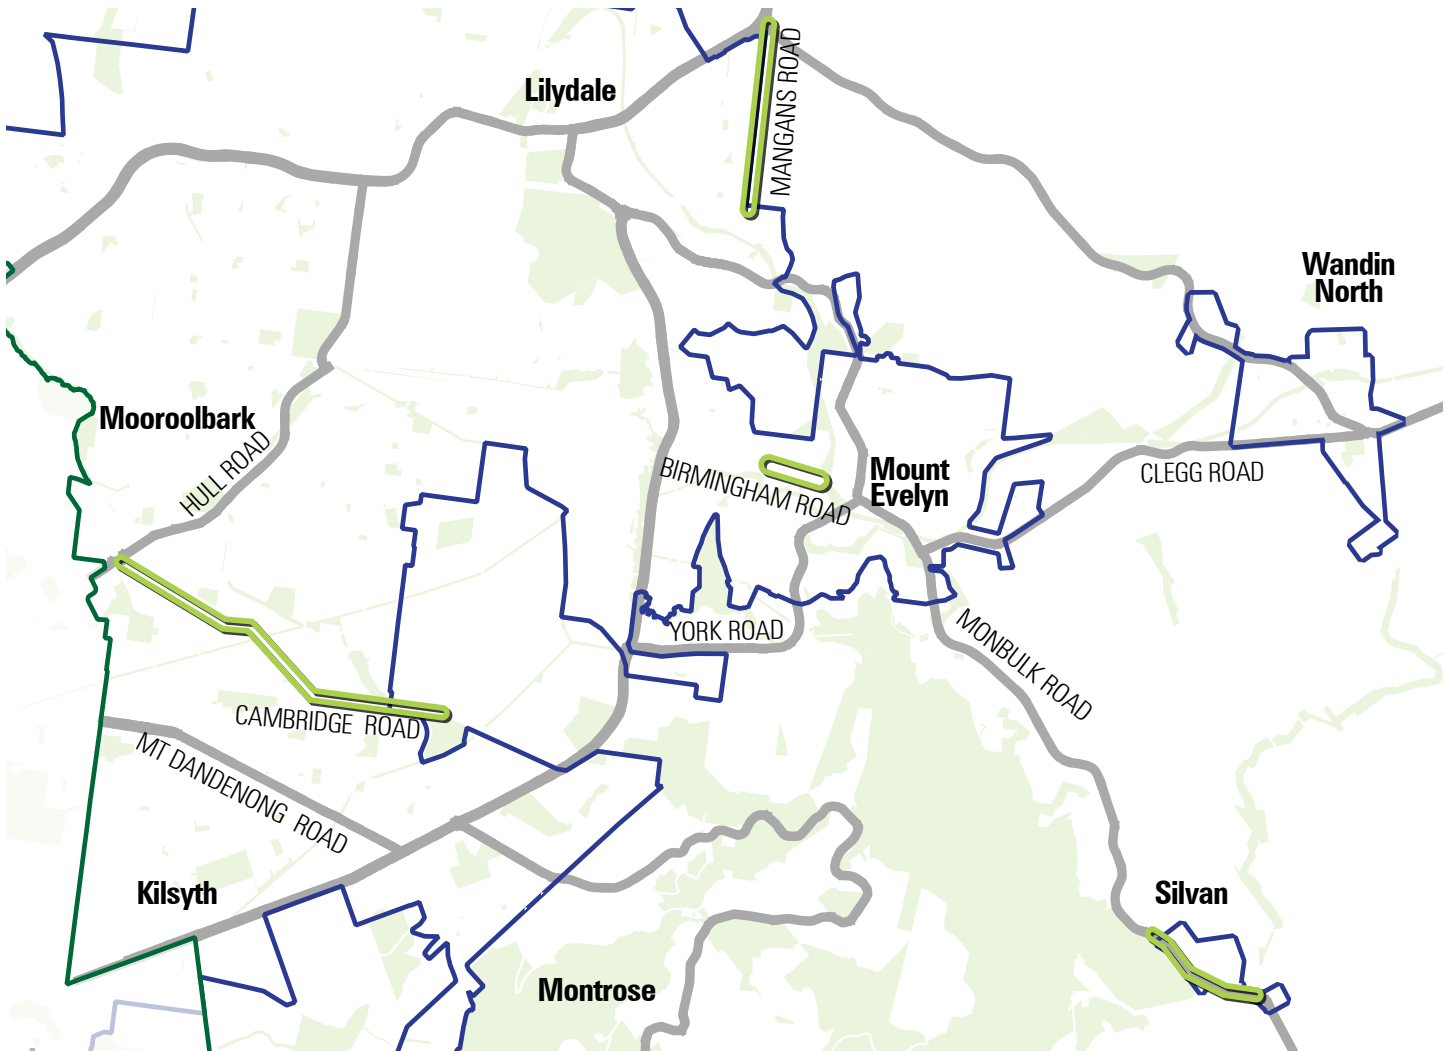 Lilydale
MANGANS ROAD
Wandin
North
Mooroolbark
HULL ROAD
BIRMINGHAM ROAD
Mount
Evelyn
CLEGG ROAD
YORK ROAD
MONBULK ROAD
CAMBRIDGE ROAD
MT DANDENONG ROAD
Kilsyth
Silvan
Montrose